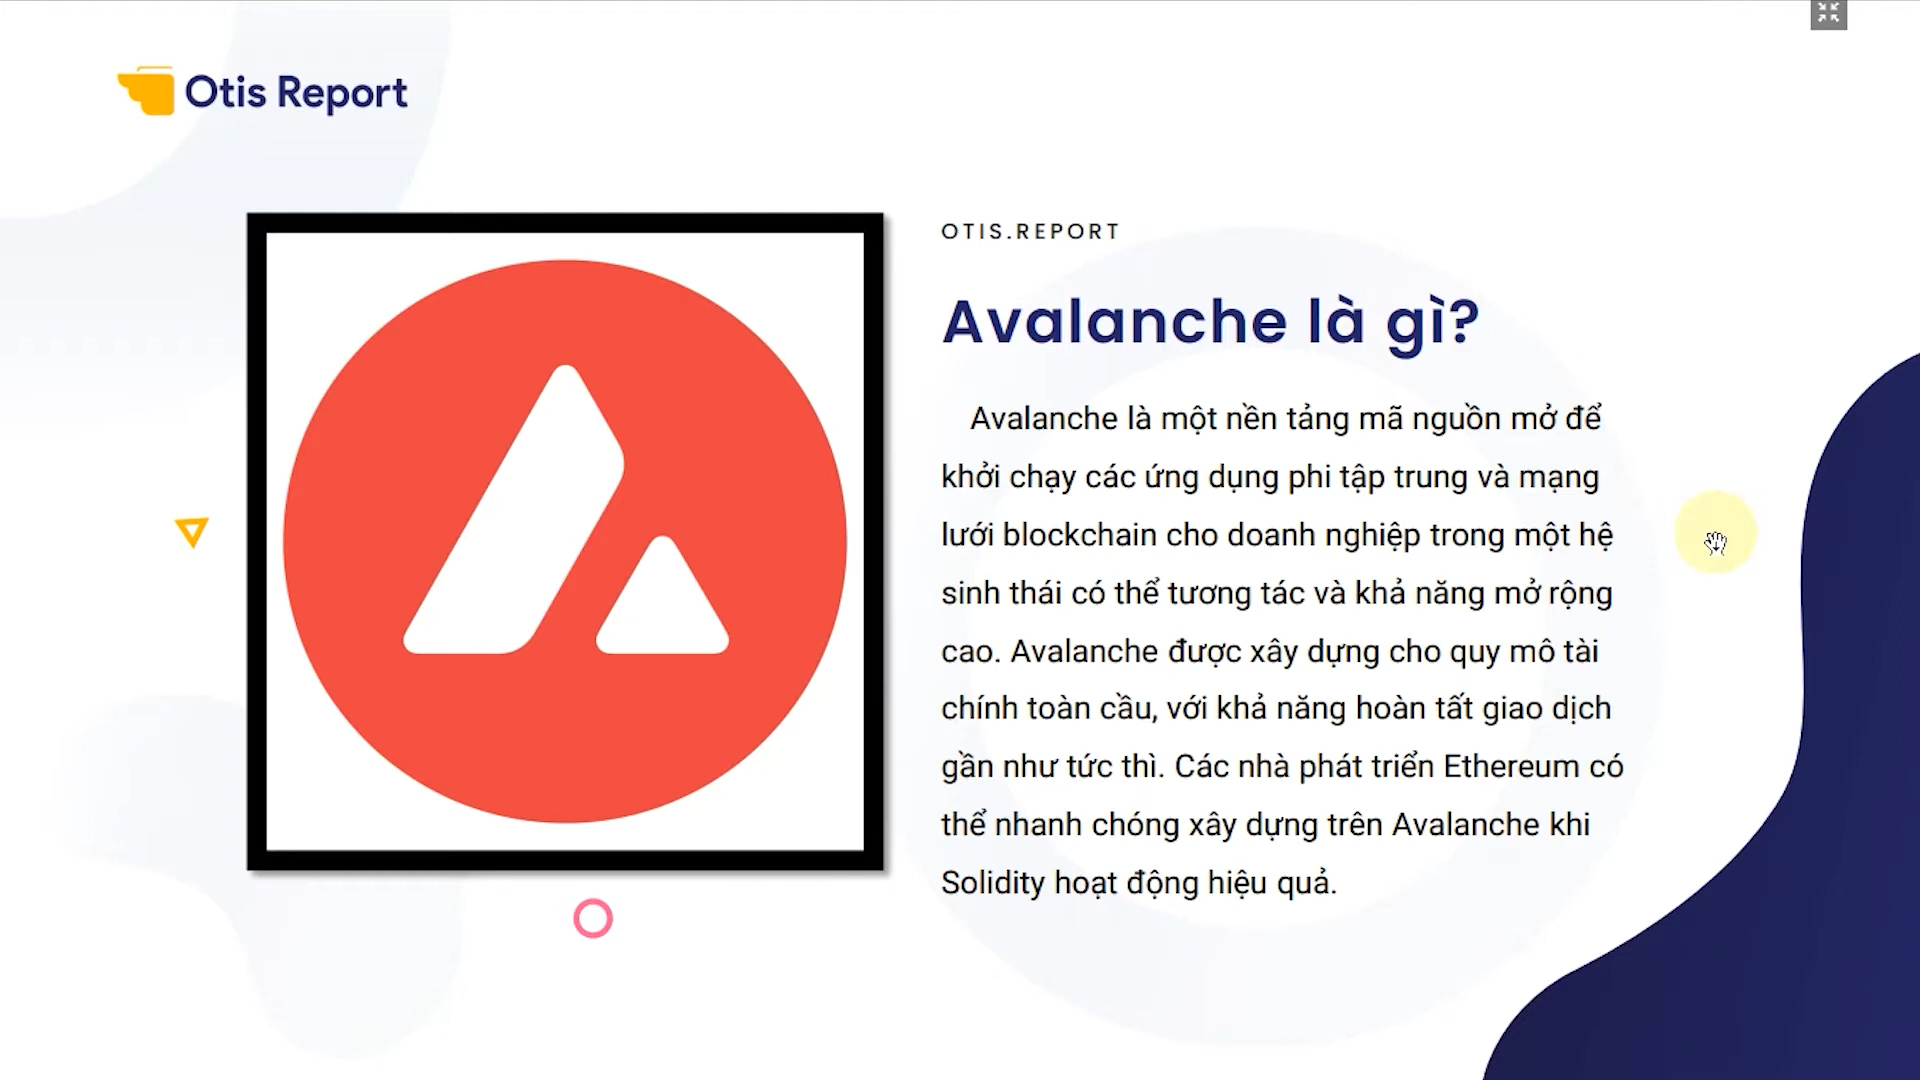 Otis Report
OTIS.REPORT
Avalanche là gì?
Avalanche là một nền tảng mã nguồn mở để
khởi chạy các ứng dụng phi tập trung và mạng
lưới blockchain cho doanh nghiệp trong một hệ
sinh thái có thể tương tác và khả năng mở rộng
cao. Avalanche được xây dựng cho quy mô tài
chính toàn cầu, với khả năng hoàn tất giao dịch
gần như tức thì. Các nhà phát triển Ethereum có
thể nhanh chóng xây dựng trên Avalanche khi
Solidity hoạt động hiệu quả.